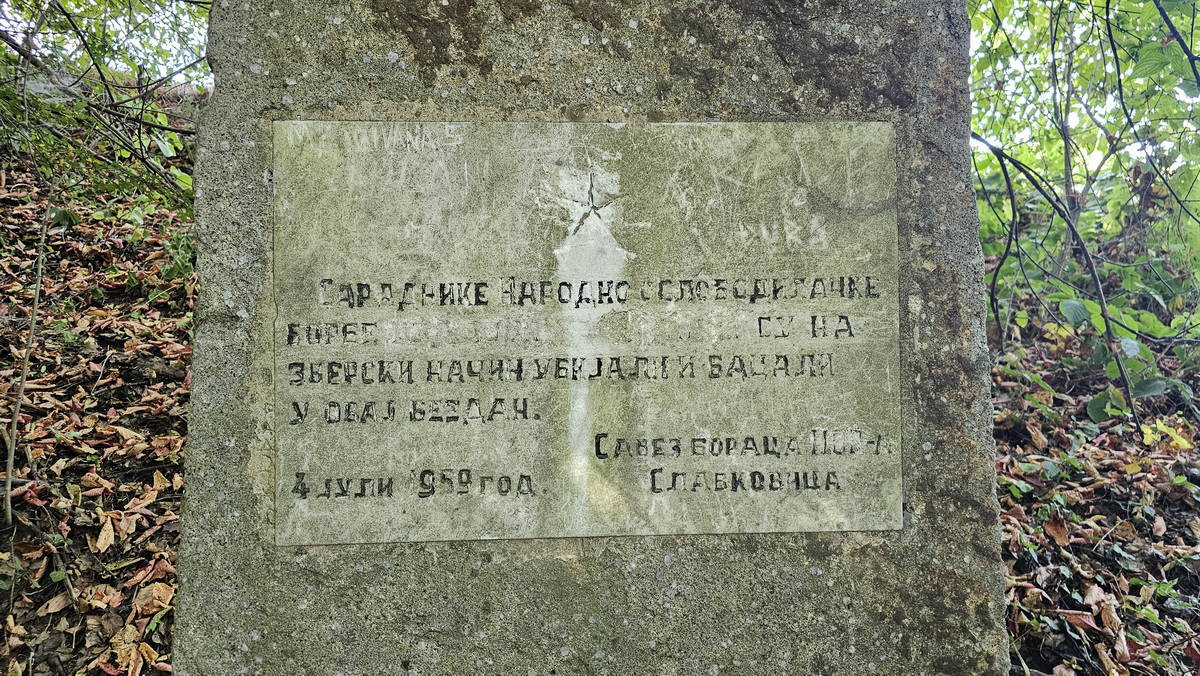 САРАДНИКЕ НАРОДНО ОСЛОБОДИЛАЧКЕ
БОРБЕ СУ НА
ЗВЕРСКИ НАЧИН УБИЈАЛИ И БАЦАЛИ
У ОВАЈ БЕЗДАН.
САВЕЗ БОРАЦА НОР-А
4 ЈУЛИ 1959 ГОД. СЛАВКОВИЦА